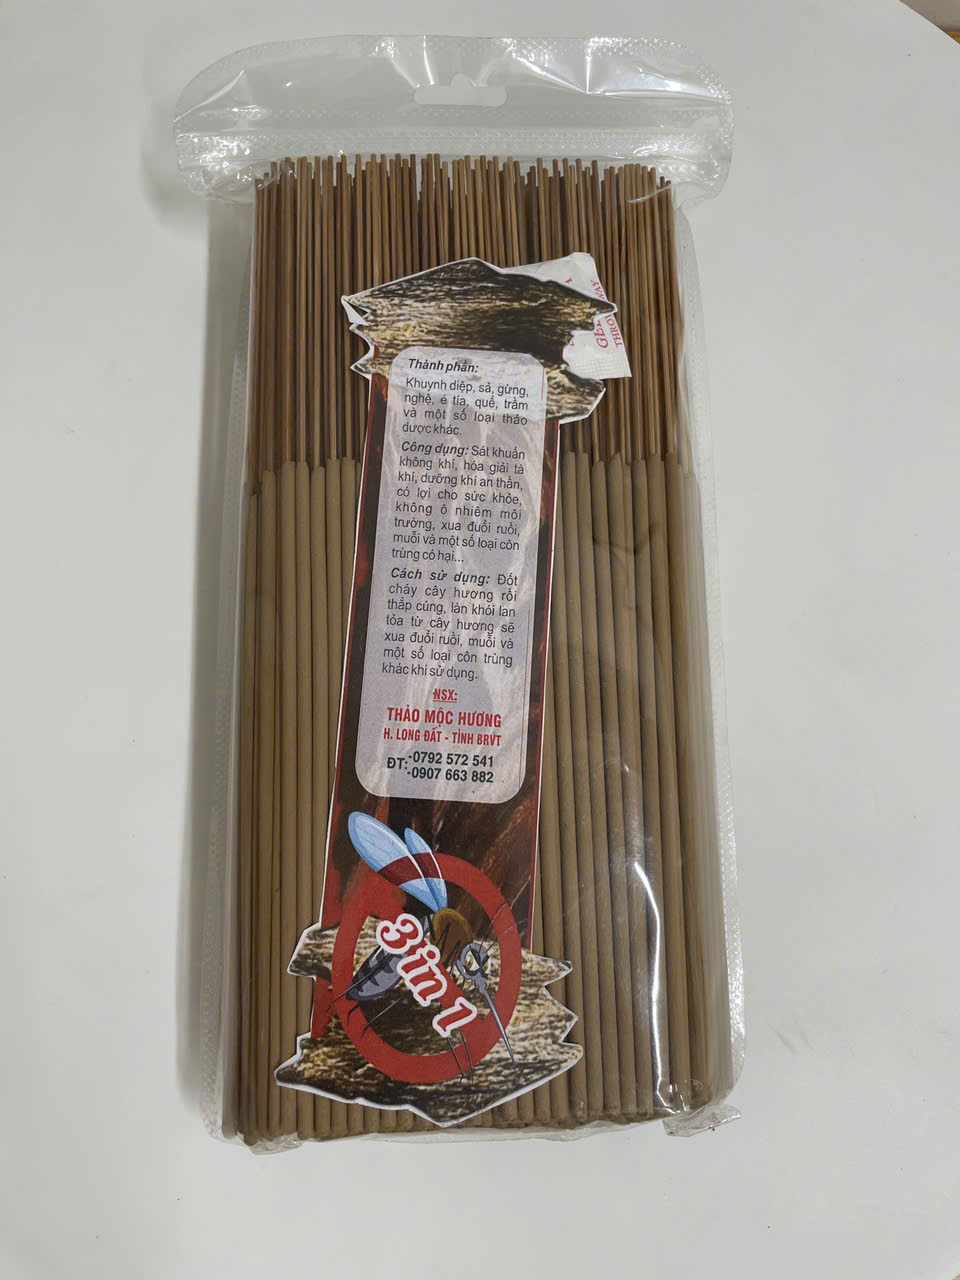 Thành phần:
Khuynh diệp, sả, gừng,
nghệ, é tía, quế, trầm
và một số loại thảo
dược khác.
Công dụng: Sát khuẩn
không khí, hóa giải tà
khí, dưỡng khí an thần,
có lợi cho sức khỏe,
không ô nhiễm môi
trường, xua đuổi ruồi,
muỗi và một số loại côn
trùng có hại...
Cách sử dụng: Đốt
cháy cây hương rồi
thắp cúng, làn khói lan
tỏa từ cây hương sẽ
xua đuổi ruồi, muỗi và
một số loại côn trùng
khác khi sử dụng.
NSX:
THẢO MỘC HƯƠNG
H. LONG ĐẤT - TỈNH BRVT
ĐT: -0792 572 541
-0907 663 882
3 in 1